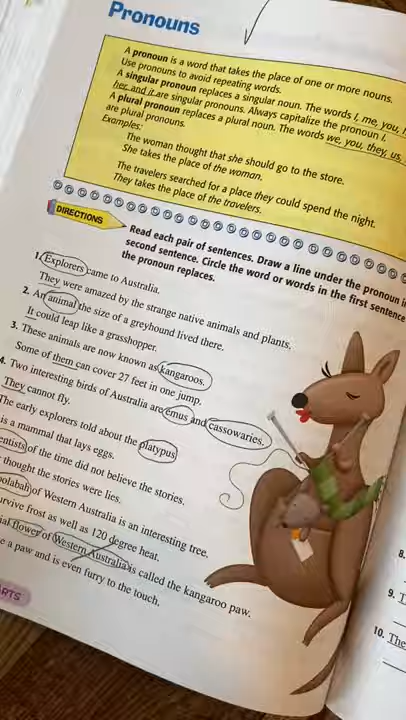 Pronouns
A pronoun is a word that takes the place of one or more nouns.
Use pronouns to avoid repeating words.
A singular pronoun replaces a singular noun. The words I, me, you,
her, and it are singular pronouns. Always capitalize the pronoun I.
A plural pronoun replaces a plural noun. The words we, you, they, us,
are plural pronouns.
Examples:
The woman thought that she should go to the store.
She takes the place of the woman.
The travelers searched for a place they could spend the night.
They takes the place of the travelers.
DIRECTIONS
Read each pair of sentences. Draw a line under the pronoun
second sentence. Circle the word or words in the first sentence
the pronoun replaces.
1. Explorers came to Australia.
They were amazed by the strange native animals and plants.
2. An animal the size of a greyhound lived there.
It could leap like a grasshopper.
3. These animals are now known as kangaroos.
Some of them can cover 27 feet in one jump.
4. Two interesting birds of Australia are emus and cassowaries.
They cannot fly.
The early explorers told about the platypus
is a mammal that lays eggs.
entists of the time did not believe the stories.
thought the stories were lies.
oolabah of Western Australia is an interesting tree.
urvive frost as well as 120 degree heat.
ial flower of Western Australia is called the kangaroo paw.
e a paw and is even furry to the touch.
ARTS
8.
9.
10. The